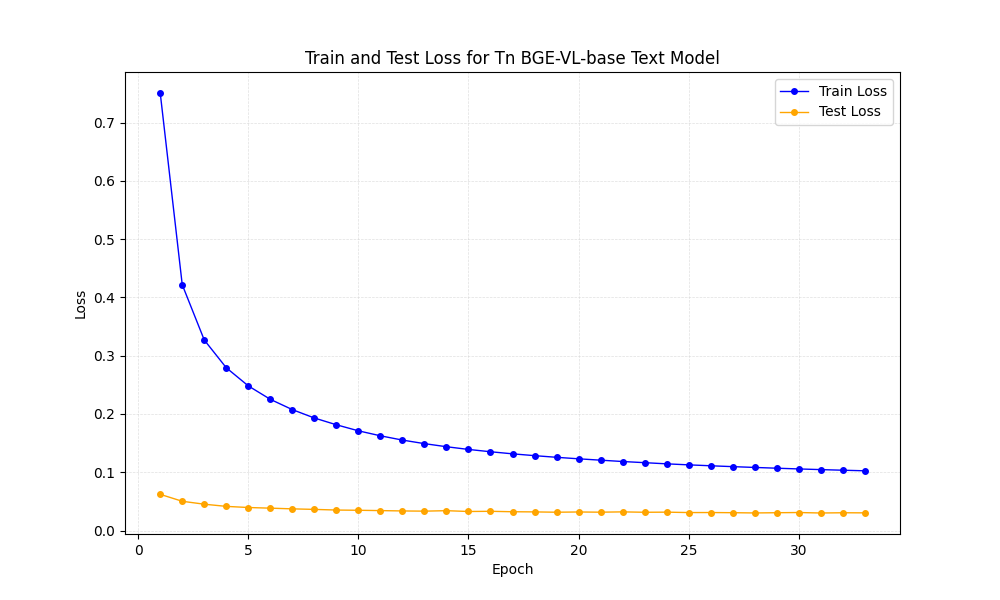 Train and Test Loss for Tn BGE-VL-base Text Model
Train Loss
Test Loss
Loss
0.7
0.6
0.5
0.4
0.3
0.2
0.1
0.0
0 5 10 15 20 25 30
Epoch